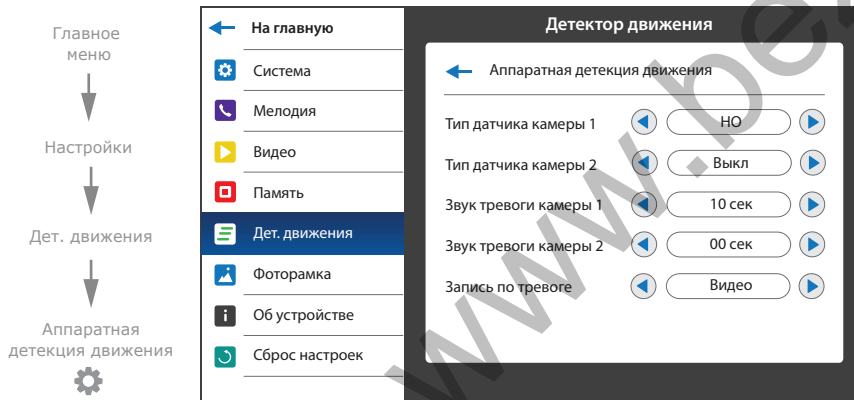 Главное
меню
Настройки
Дет. движения
Аппаратная
детекция движения
На главную
Система
Мелодия
Видео
Память
Дет. движения
Фоторамка
Об устройстве
Сброс настроек
Детектор движения
Аппаратная детекция движения
Тип датчика камеры 1
НО
Тип датчика камеры 2
Выкл
Звук тревоги камеры 1
10 сек
Звук тревоги камеры 2
00 сек
Запись по тревоге
Видео
www.bez